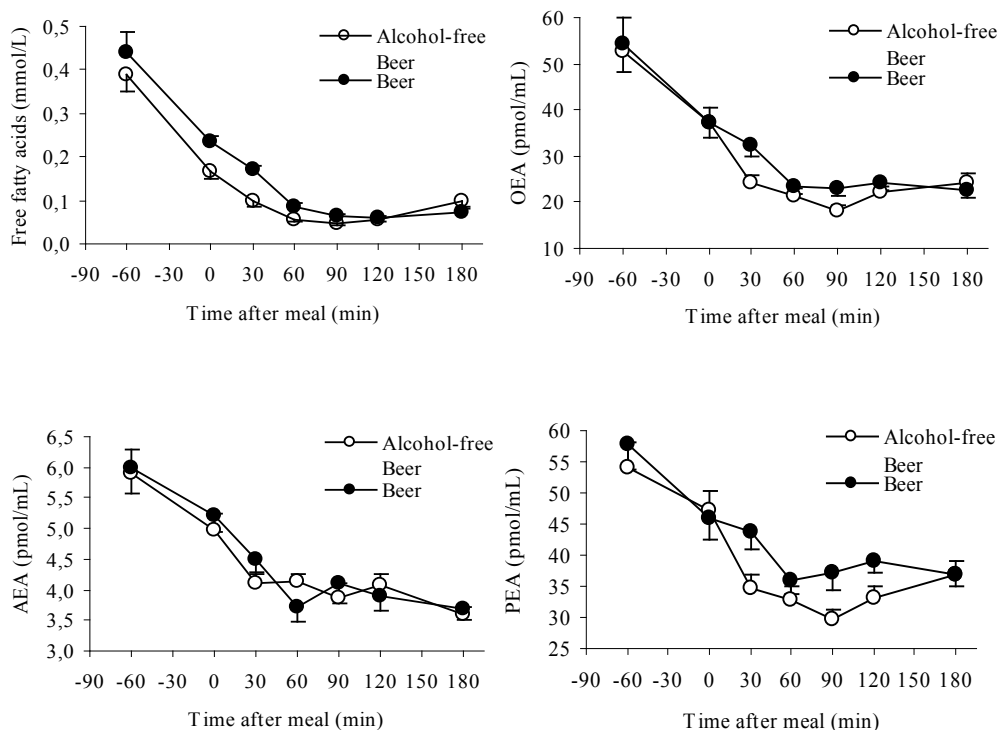 Free fatty acids (mmol/L)
0,5
0,4
0,3
0,2
0,1
0,0
Alcohol-free
Beer
Beer
-90 -60 -30 0 30 60 90 120 150 180
Time after meal (min)
OEA (pmol/mL)
60
50
40
30
20
10
Alcohol-free
Beer
Beer
-90 -60 -30 0 30 60 90 120 150 180
Time after meal (min)
AEA (pmol/mL)
6,5
6,0
5,5
5,0
4,5
4,0
3,5
3,0
Alcohol-free
Beer
Beer
-90 -60 -30 0 30 60 90 120 150 180
Time after meal (min)
PEA (pmol/mL)
60
55
50
45
40
35
30
25
Alcohol-free
Beer
Beer
-90 -60 -30 0 30 60 90 120 150 180
Time after meal (min)